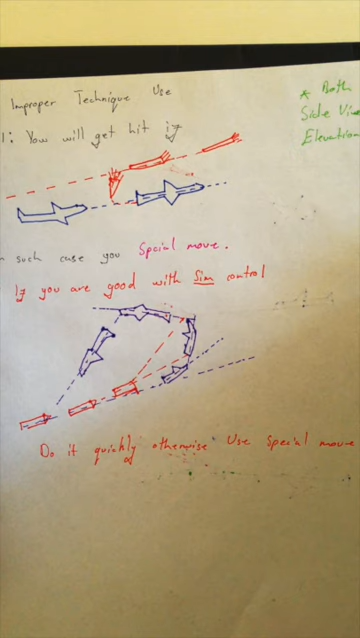 Improper Technique Use
* Both
Side View
Elevation
1: You will get hit if
such case you Special move.
If you are good with Sim control
Do it quickly otherwise Use Special move